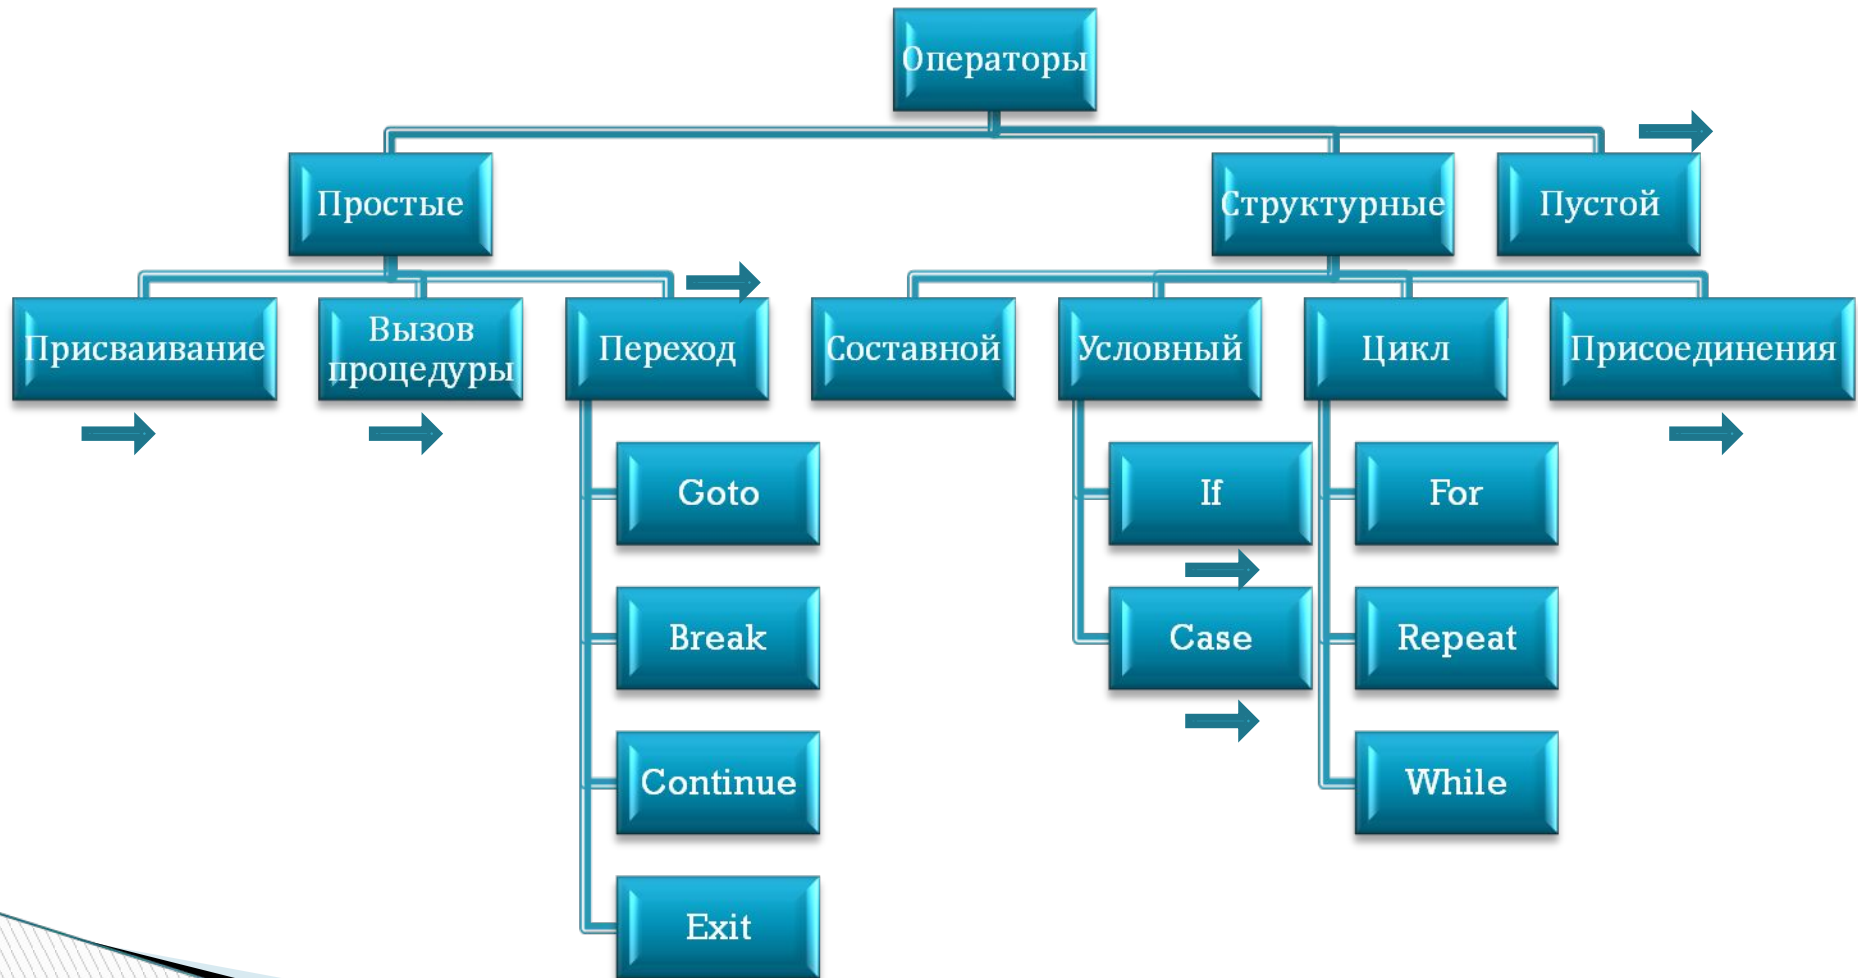 Операторы
Простые
Структурные
Пустой
Присваивание
Вызов
процедуры
Переход
Составной
Условный
Цикл
Присоединения
Goto
If
For
Break
Case
Repeat
Continue
While
Exit